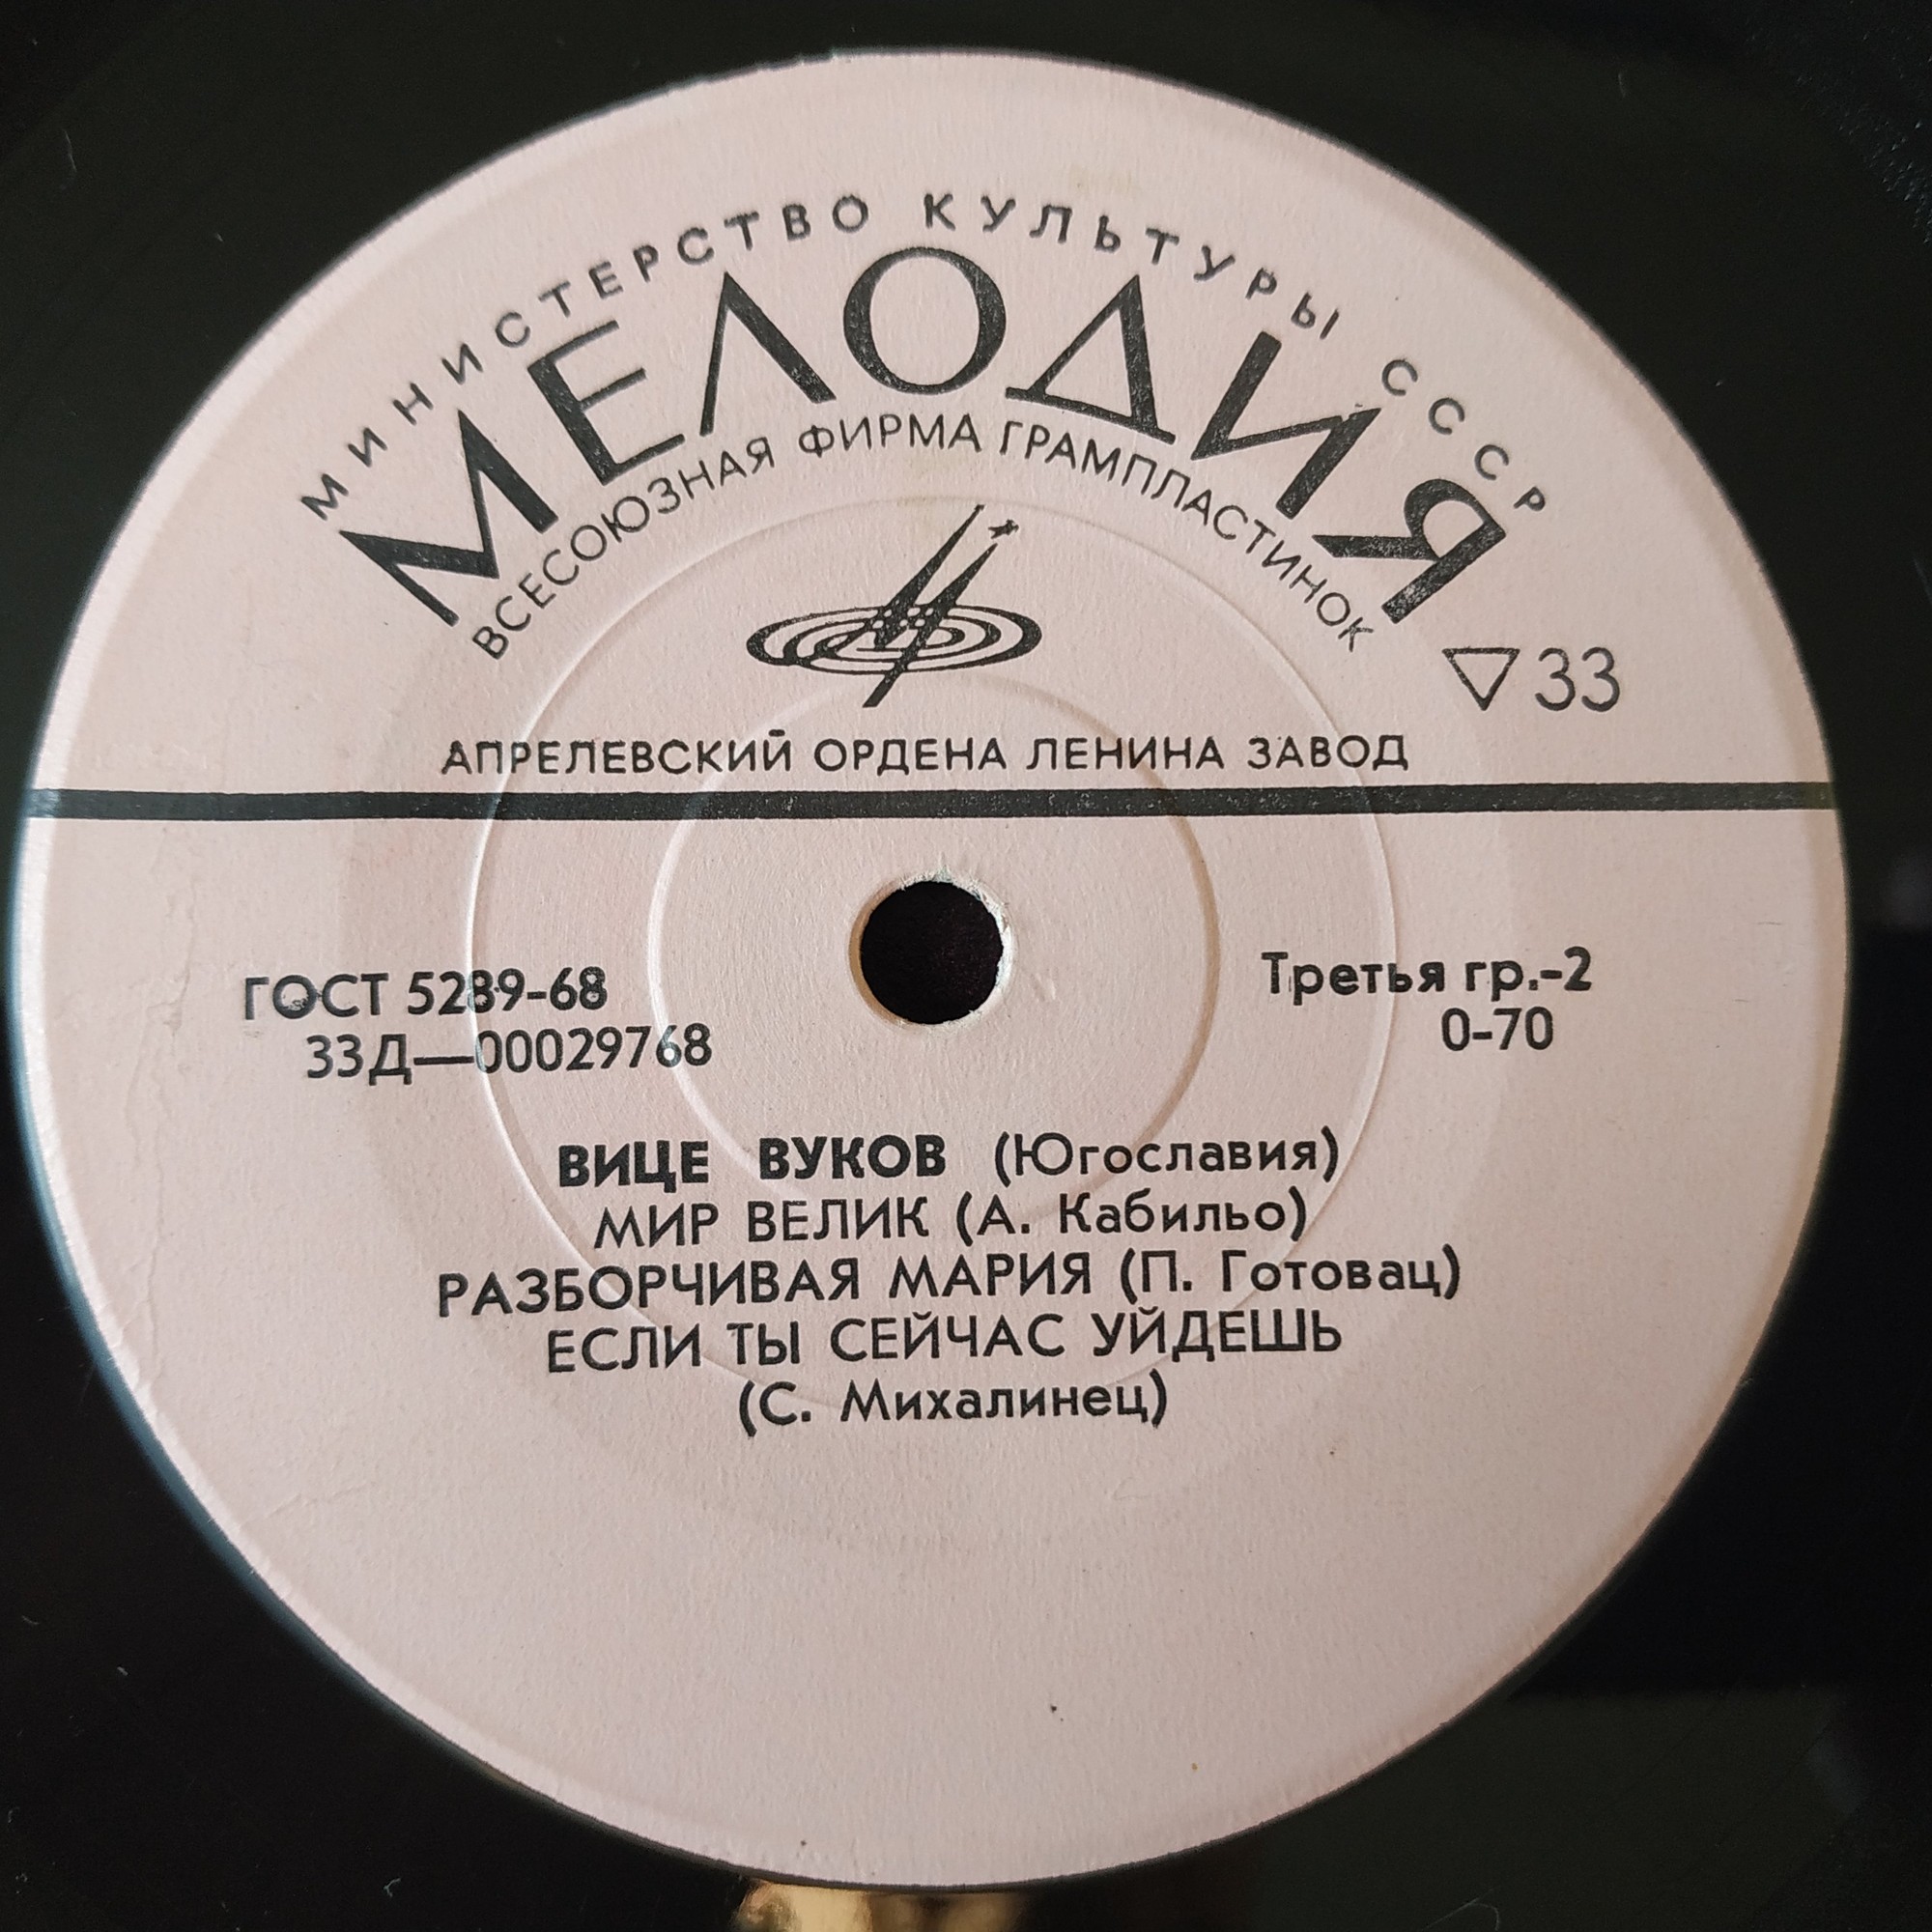 МИНИСТЕРСТВО КУЛЬТУРЫ СССР
МЕЛОДИЯ
ВСЕСОЮЗНАЯ ФИРМА ГРАМПЛАСТИНОК
▽33
АПРЕЛЕВСКИЙ ОРДЕНА ЛЕНИНА ЗАВОД
ГОСТ 5289-68
Третья гр.-2
33Д—00029768
0-70
ВИЦЕ ВУКОВ (Югославия)
МИР ВЕЛИК (А. Кабильо)
РАЗБОРЧИВАЯ МАРИЯ (П. Готовац)
ЕСЛИ ТЫ СЕЙЧАС УЙДЕШЬ
(С. Михалинец)